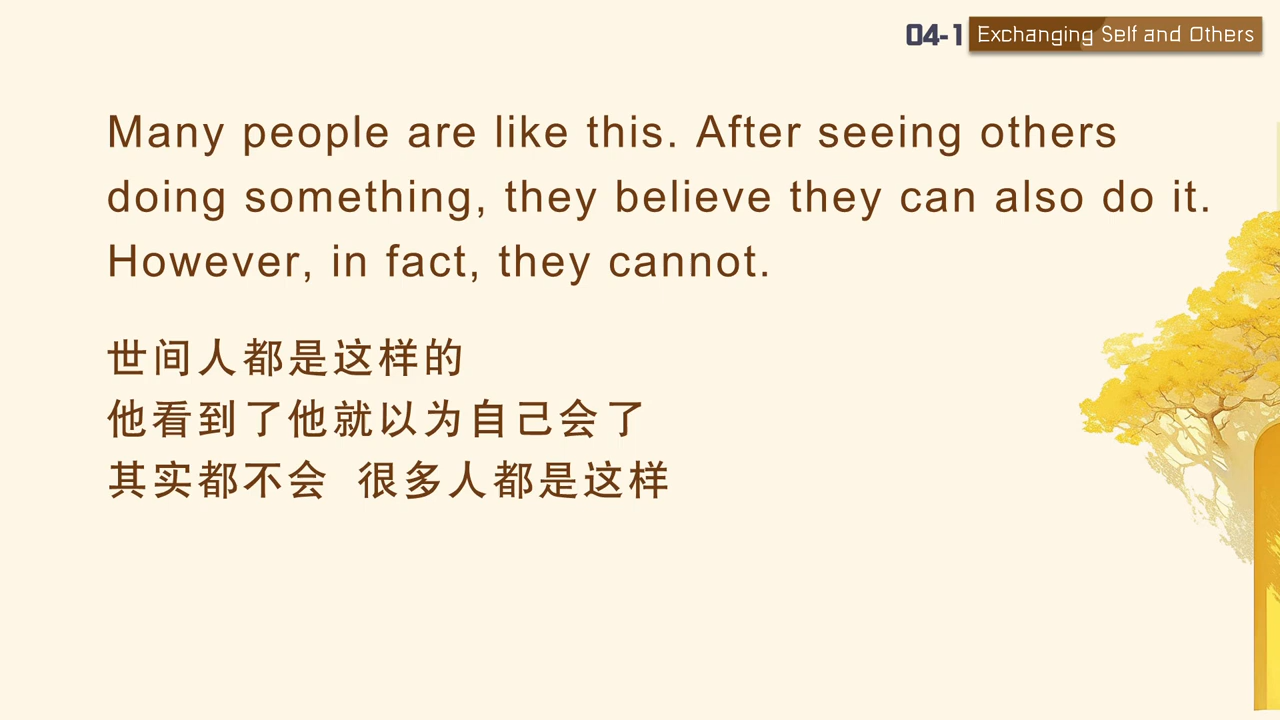 04-1 Exchanging Self and Others
Many people are like this. After seeing others
doing something, they believe they can also do it.
However, in fact, they cannot.
世间人都是这样的
他看到了他就以为自己会了
其实都不会 很多人都是这样